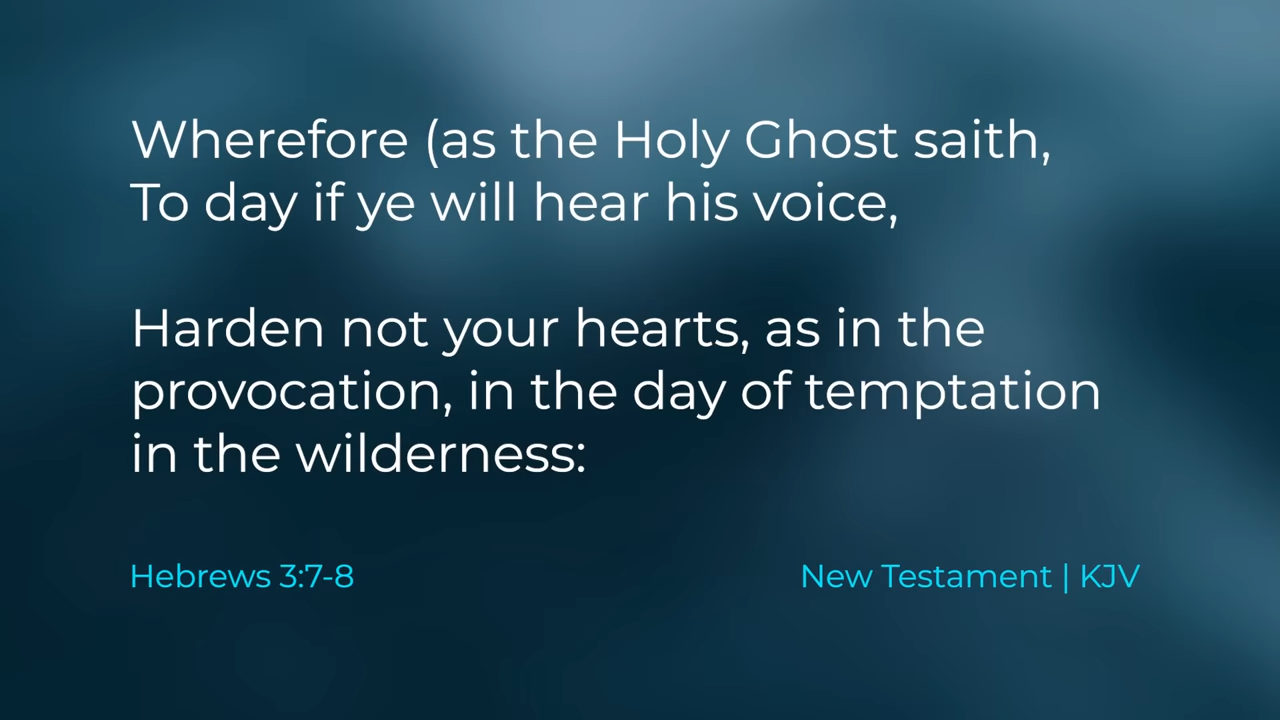 Wherefore (as the Holy Ghost saith,
To day if ye will hear his voice,
Harden not your hearts, as in the
provocation, in the day of temptation
in the wilderness:
Hebrews 3:7-8
New Testament | KJV